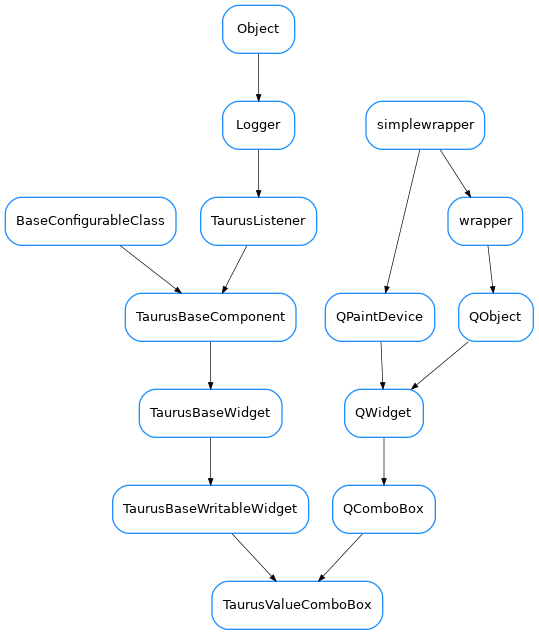 Object
Logger
simplewrapper
BaseConfigurableClass
TaurusListener
wrapper
TaurusBaseComponent
QPaintDevice
QObject
TaurusBaseWidget
QWidget
TaurusBaseWritableWidget
QComboBox
TaurusValueComboBox